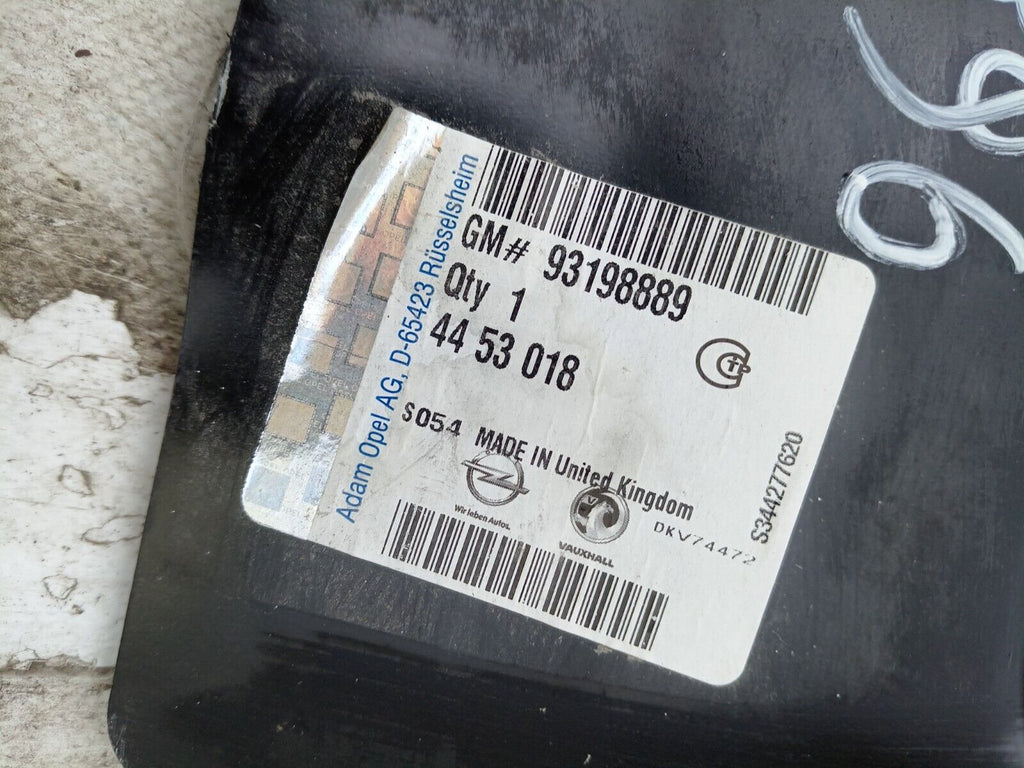 Adam Opel AG, D-65423 Rüsselsheim
GM# 93198889
Qty 1
44 53 018
S054 MADE IN United Kingdom
Wir leben Autos.
VAUXHALL
DKV74472
S344277620